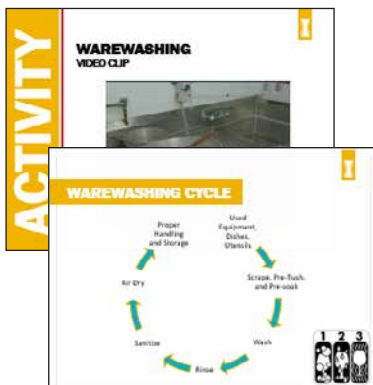 ACTIVITY
I
WAREWASHING
VIDEO CLIP
I
WAREWASHING CYCLE
Used
Equipment,
Dishes,
Utensils
Scrape, Pre-flush,
and Pre-soak
Wash
Rinse
Sanitize
Air Dry
Proper
Handling
and Storage
1 2 3